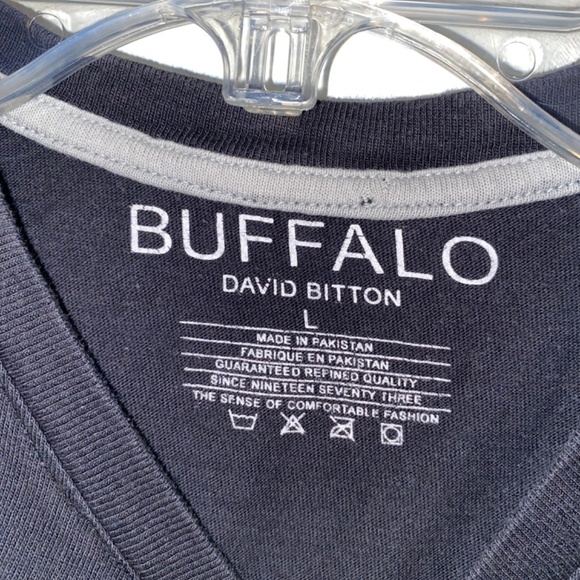 BUFFALO
DAVID BITTON
L
MADE IN PAKISTAN
FABRIQUE EN PAKISTAN
GUARANTEED REFINED QUALITY
SINCE NINETEEN SEVENTY THREE
THE SENSE OF COMFORTABLE FASHION